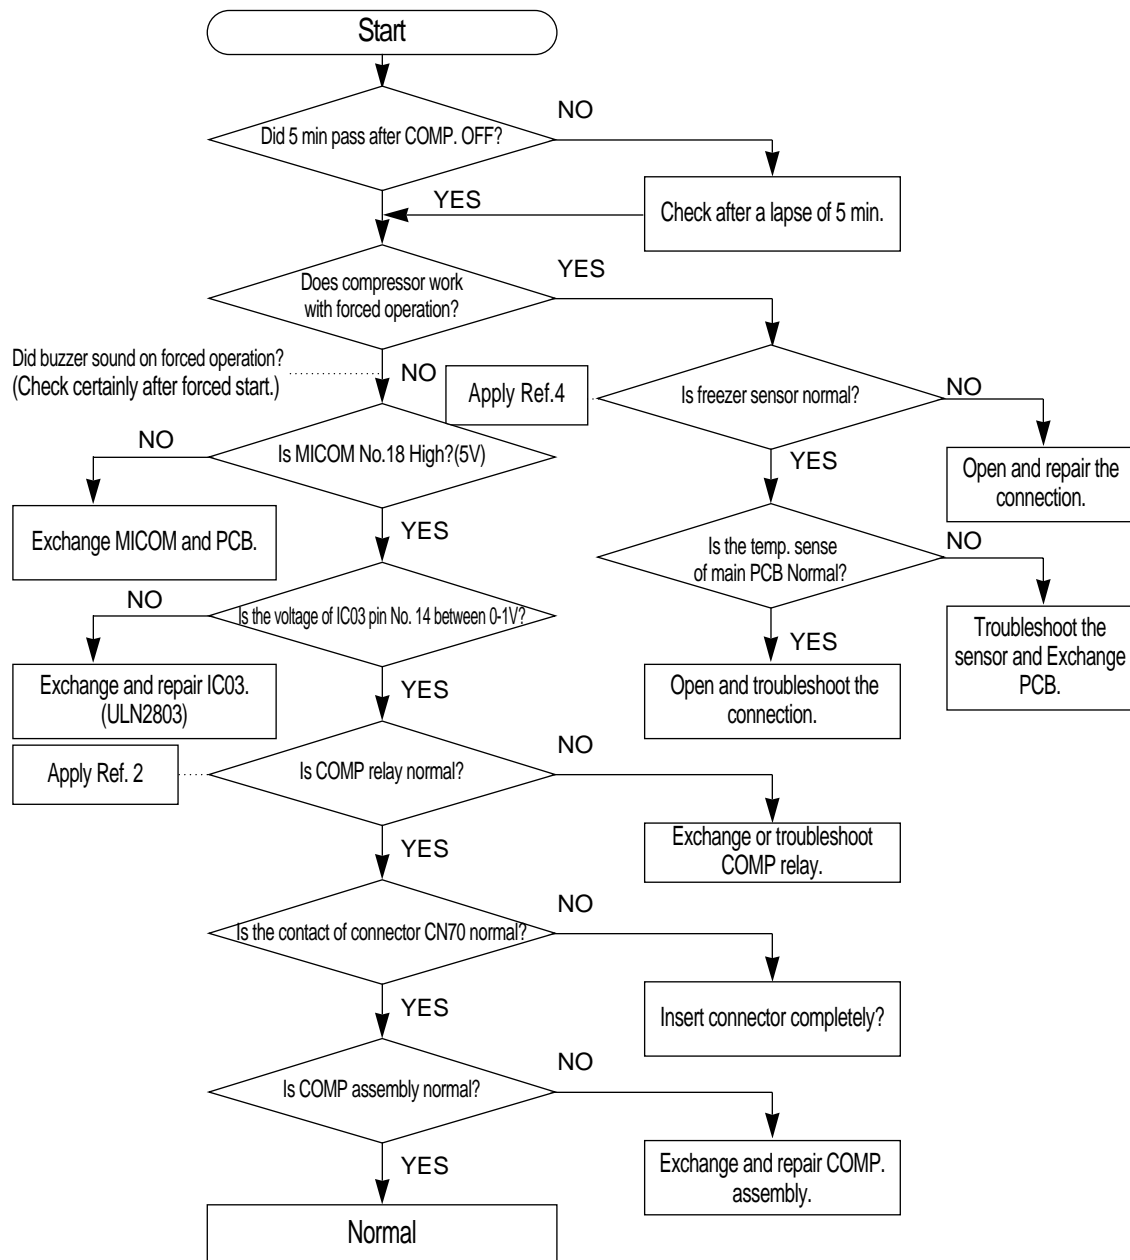 Start
Did 5 min pass after COMP. OFF?
NO
YES
Check after a lapse of 5 min.
Does compressor work
with forced operation?
YES
Did buzzer sound on forced operation?
(Check certainly after forced start.)
NO
Apply Ref.4
Is freezer sensor normal?
NO
Open and repair the
connection.
YES
Is MICOM No.18 High?(5V)
NO
Exchange MICOM and PCB.
YES
Is the temp. sense
of main PCB Normal?
NO
Troubleshoot the
sensor and Exchange
PCB.
YES
Open and troubleshoot the
connection.
Is the voltage of IC03 pin No. 14 between 0-1V?
NO
Exchange and repair IC03.
(ULN2803)
YES
Apply Ref. 2
Is COMP relay normal?
NO
Exchange or troubleshoot
COMP relay.
YES
Is the contact of connector CN70 normal?
NO
Insert connector completely?
YES
Is COMP assembly normal?
NO
Exchange and repair COMP.
assembly.
YES
Normal